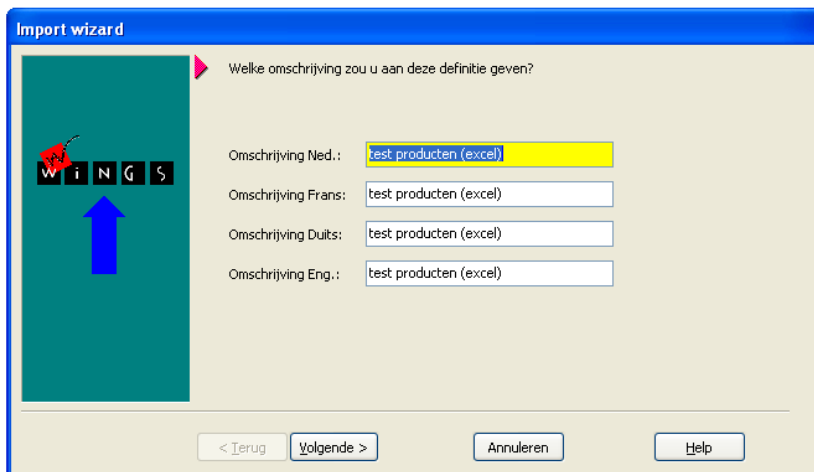 Import wizard
Welke omschrijving zou u aan deze definitie geven?
WiNGS
Omschrijving Ned.: test producten (excel)
Omschrijving Frans: test producten (excel)
Omschrijving Duits: test producten (excel)
Omschrijving Eng.: test producten (excel)
< Terug Volgende > Annuleren Help